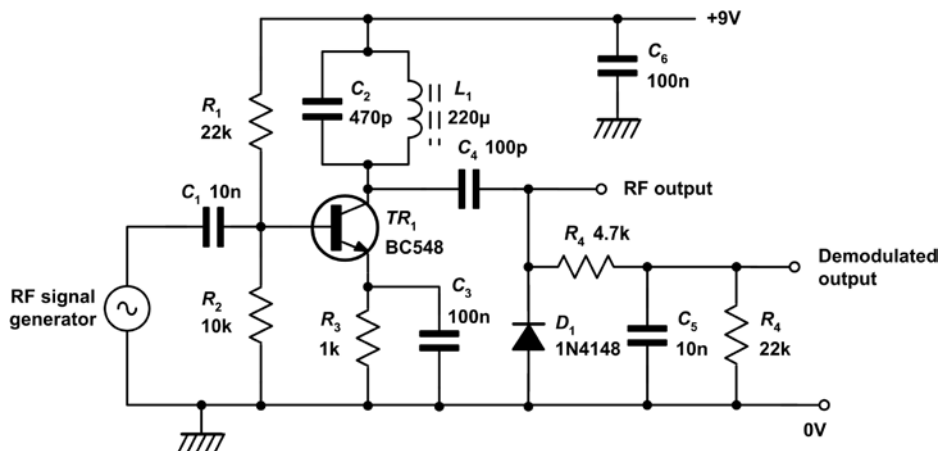 +9V
C6
100n
C2
470p
L1
220µ
R1
22k
C4 100p
C1 10n
RF output
TR1
BC548
R4 4.7k
Demodulated
output
RF signal
generator
R2
10k
C3
100n
R3
1k
D1
1N4148
C5
10n
R4
22k
0V